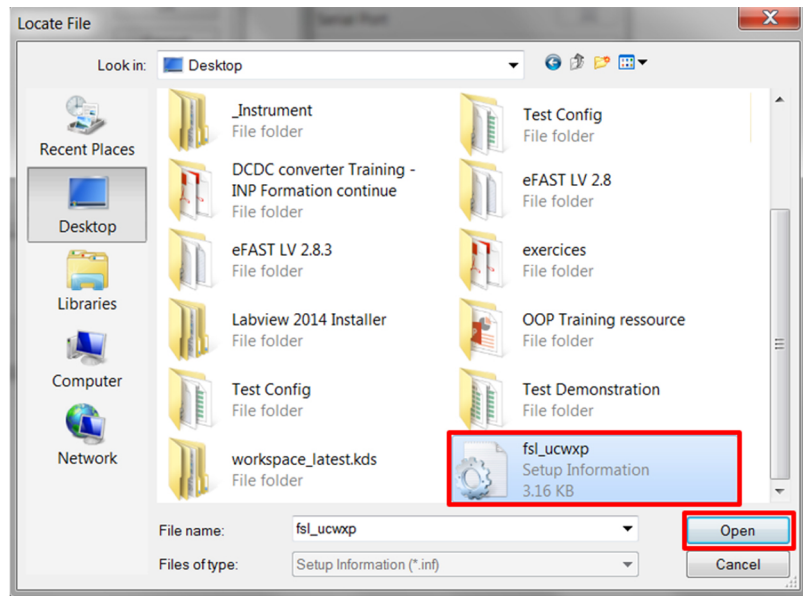 Serial Port
Locate File
X
Look in:
Desktop
Recent Places
Desktop
Libraries
Computer
Network
_Instrument
File folder
Test Config
File folder
DCDC converter Training -
INP Formation continue
File folder
eFAST LV 2.8
File folder
eFAST LV 2.8.3
File folder
exercices
File folder
Labview 2014 Installer
File folder
OOP Training ressource
File folder
Test Config
File folder
Test Demonstration
File folder
workspace_latest.kds
File folder
fsl_ucwxp
Setup Information
3.16 KB
File name:
fsl_ucwxp
Open
Files of type:
Setup Information (*.inf)
Cancel